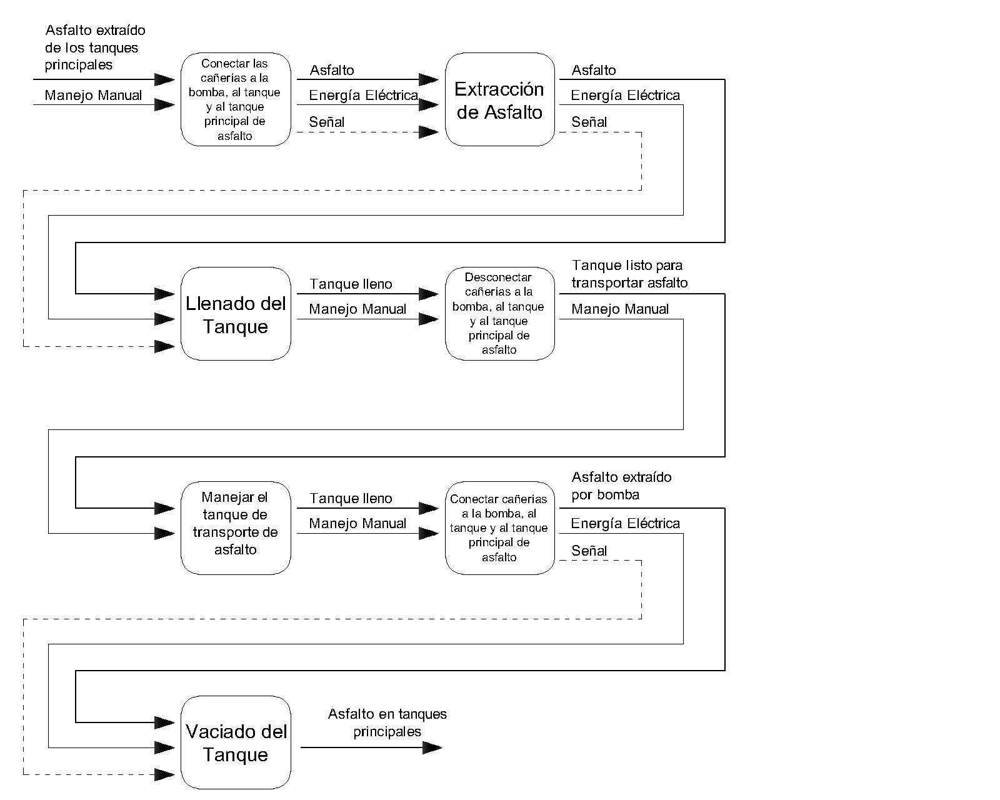 Asfalto extraído
de los tanques
principales
Manejo Manual
Conectar las
cañerías a la
bomba, al tanque
y al tanque
principal de
asfalto
Asfalto
Energía Eléctrica
Señal
Extracción
de Asfalto
Asfalto
Energía Eléctrica
Señal
Llenado del
Tanque
Tanque lleno
Manejo Manual
Desconectar
cañerías a la
bomba, al tanque
y al tanque
principal de
asfalto
Tanque listo para
transportar asfalto
Manejo Manual
Manejar el
tanque de
transporte de
asfalto
Tanque lleno
Manejo Manual
Conectar cañerías
a la bomba, al
tanque y al tanque
principal de
asfalto
Asfalto extraído
por bomba
Energía Eléctrica
Señal
Vaciado del
Tanque
Asfalto en tanques
principales